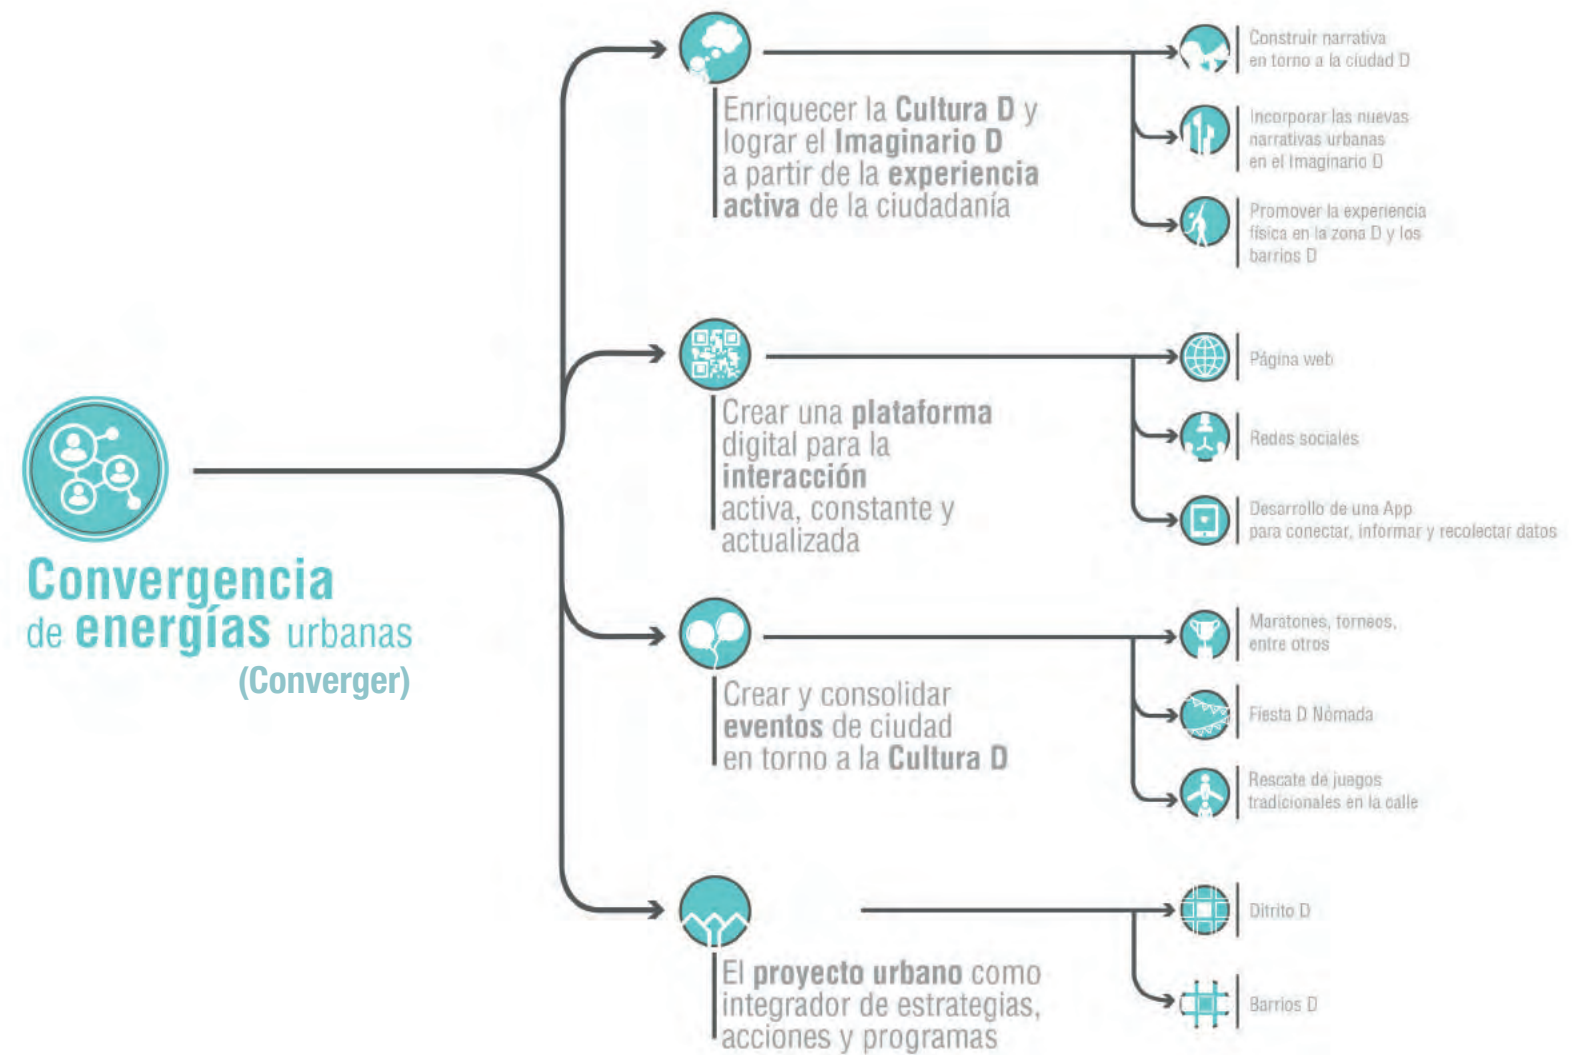 Convergencia
de energías urbanas
(Converger)
Enriquecer la Cultura D y
lograr el Imaginario D
a partir de la experiencia
activa de la ciudadanía
Construir narrativa
en torno a la ciudad D
Incorporar las nuevas
narrativas urbanas
en el Imaginario D
Promover la experiencia
física en la zona D y los
barrios D
Crear una plataforma
digital para la
interacción
activa, constante y
actualizada
Página web
Redes sociales
Desarrollo de una App
para conectar, informar y recolectar datos
Crear y consolidar
eventos de ciudad
en torno a la Cultura D
Maratones, torneos,
entre otros
Fiesta D Nómada
Rescate de juegos
tradicionales en la calle
El proyecto urbano como
integrador de estrategias,
acciones y programas
Ditrito D
Barrios D